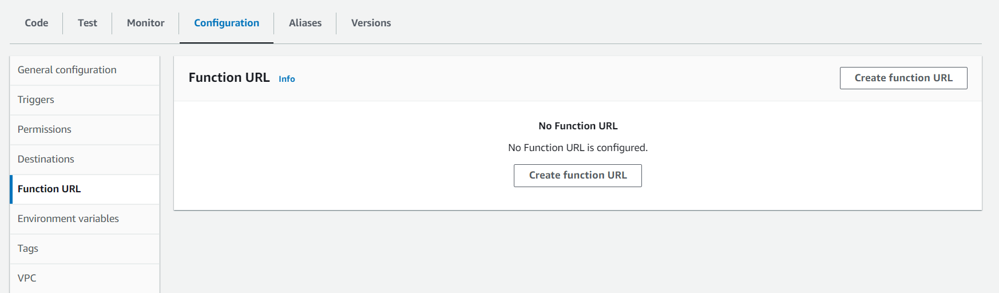 Code Test Monitor Configuration Aliases Versions
General configuration
Triggers
Permissions
Destinations
Function URL
Environment variables
Tags
VPC
Function URL Info
Create function URL
No Function URL
No Function URL is configured.
Create function URL